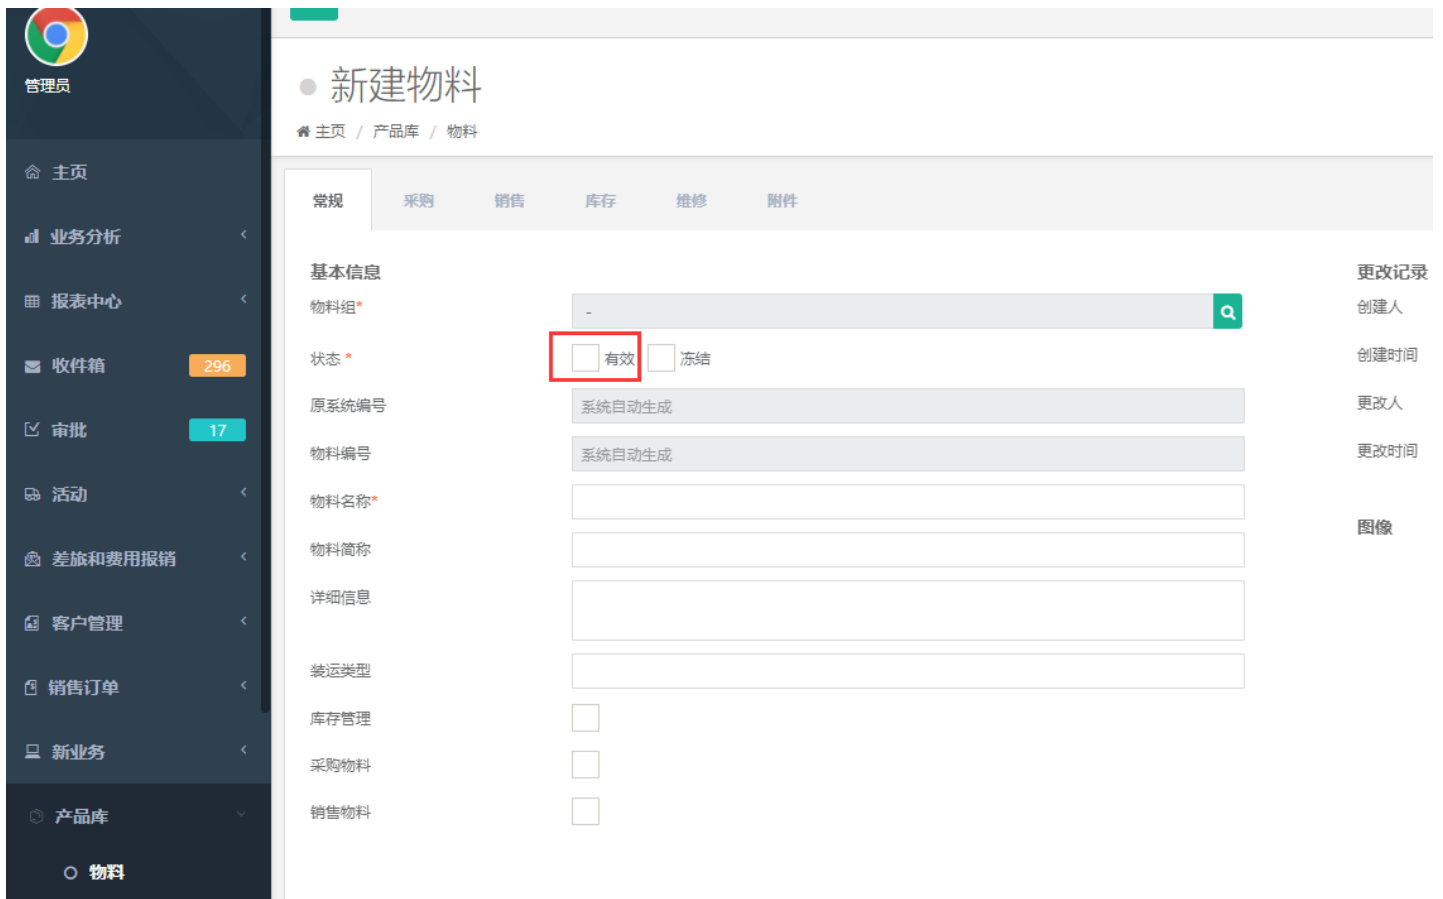 管理员
主页
业务分析
报表中心
收件箱 296
审批 17
活动
差旅和费用报销
客户管理
销售订单
新业务
产品库
物料
新建物料
主页 / 产品库 / 物料
常规 采购 销售 库存 维修 附件
基本信息
物料组* -
状态 * 有效 冻结
原系统编号 系统自动生成
物料编号 系统自动生成
物料名称*
物料简称
详细信息
装运类型
库存管理
采购物料
销售物料
更改记录
创建人
创建时间
更改人
更改时间
图像